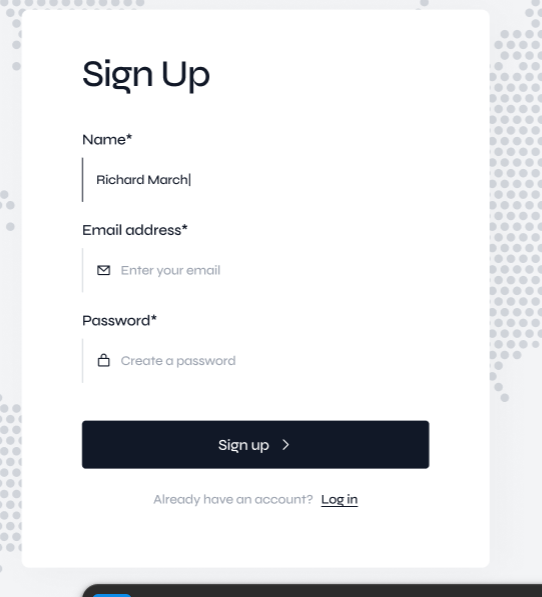 Sign Up
Name*
Richard March
Email address*
Enter your email
Password*
Create a password
Sign up
Already have an account? Log in